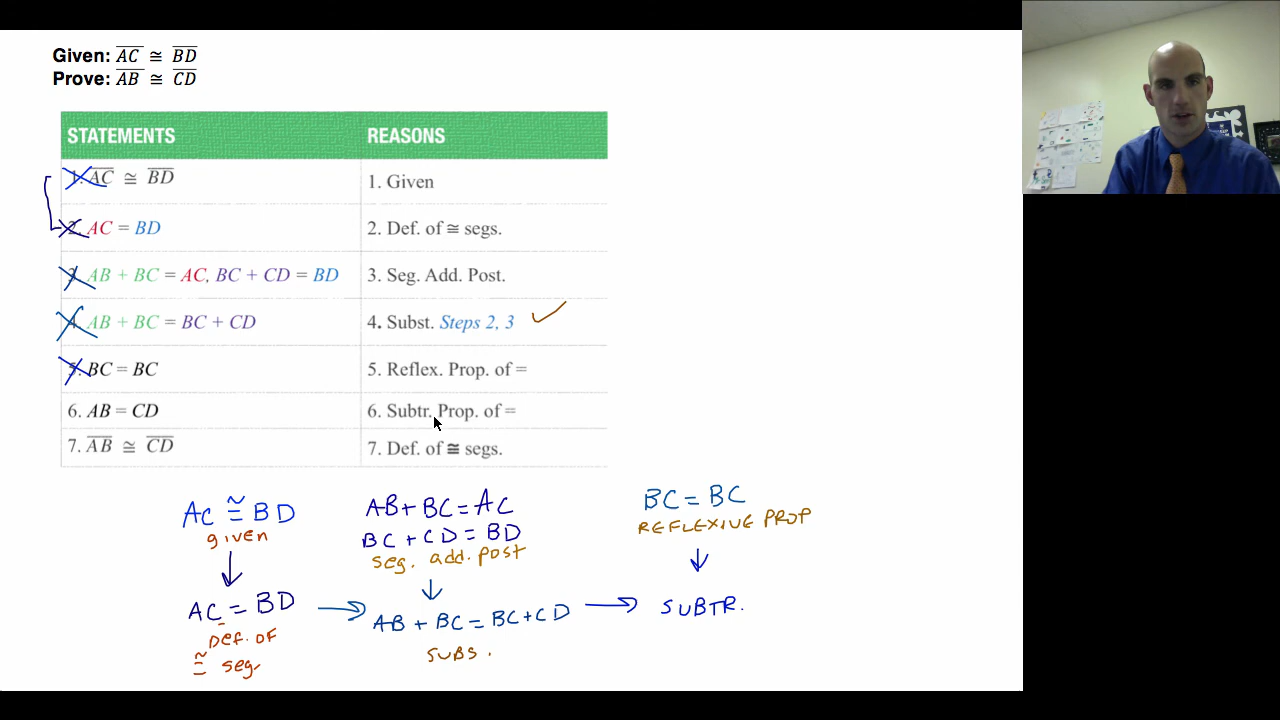 Given: AC ≅ BD
Prove: AB ≅ CD
STATEMENTS REASONS
1. AC ≅ BD 1. Given
2. AC = BD 2. Def. of ≅ segs.
3. AB + BC = AC, BC + CD = BD 3. Seg. Add. Post.
4. AB + BC = BC + CD 4. Subst. Steps 2, 3
5. BC = BC 5. Reflex. Prop. of =
6. AB = CD 6. Subtr. Prop. of =
7. AB ≅ CD 7. Def. of ≅ segs.
AC ≅ BD
given
AC = BD
Def. of
≅ seg.
AB + BC = AC
BC + CD = BD
seg. add. post
AB + BC = BC + CD
SUBS.
BC = BC
REFLEXIVE PROP
SUBTR.